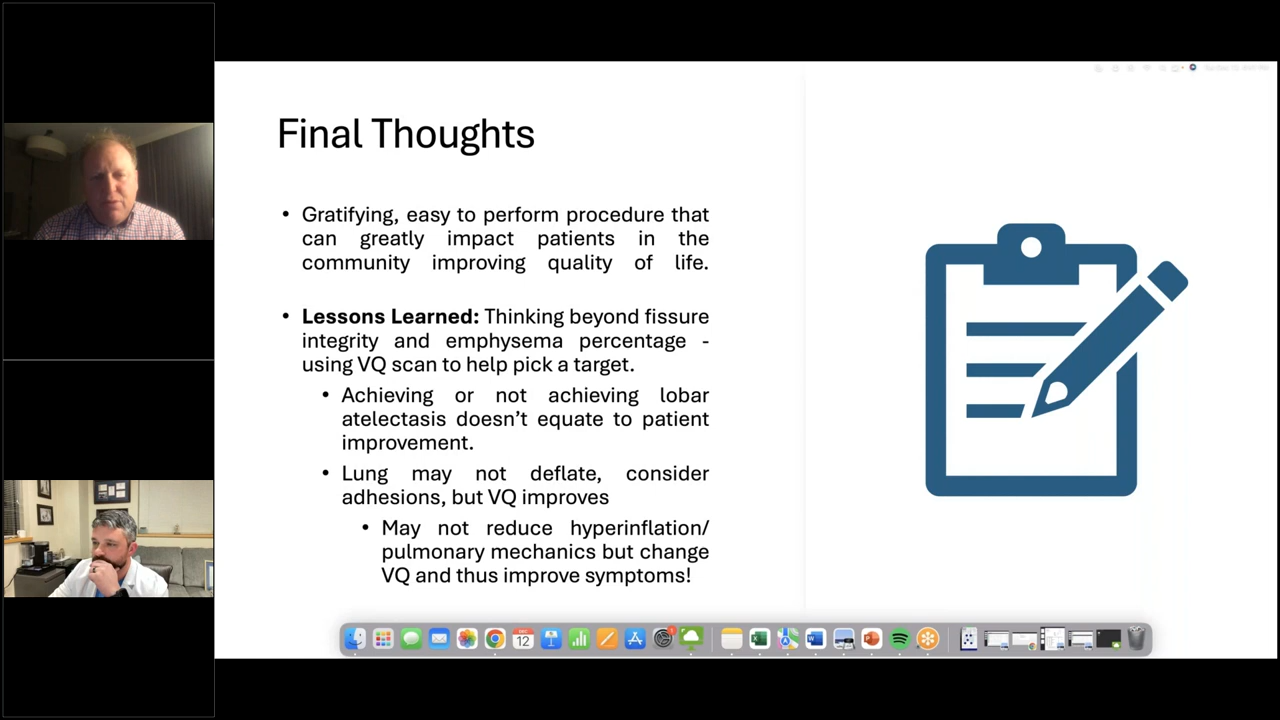 Final Thoughts
• Gratifying, easy to perform procedure that
can greatly impact patients in the
community improving quality of life.
• Lessons Learned: Thinking beyond fissure
integrity and emphysema percentage -
using VQ scan to help pick a target.
• Achieving or not achieving lobar
atelectasis doesn’t equate to patient
improvement.
• Lung may not deflate, consider
adhesions, but VQ improves
• May not reduce hyperinflation/
pulmonary mechanics but change
VQ and thus improve symptoms!
DEC
12